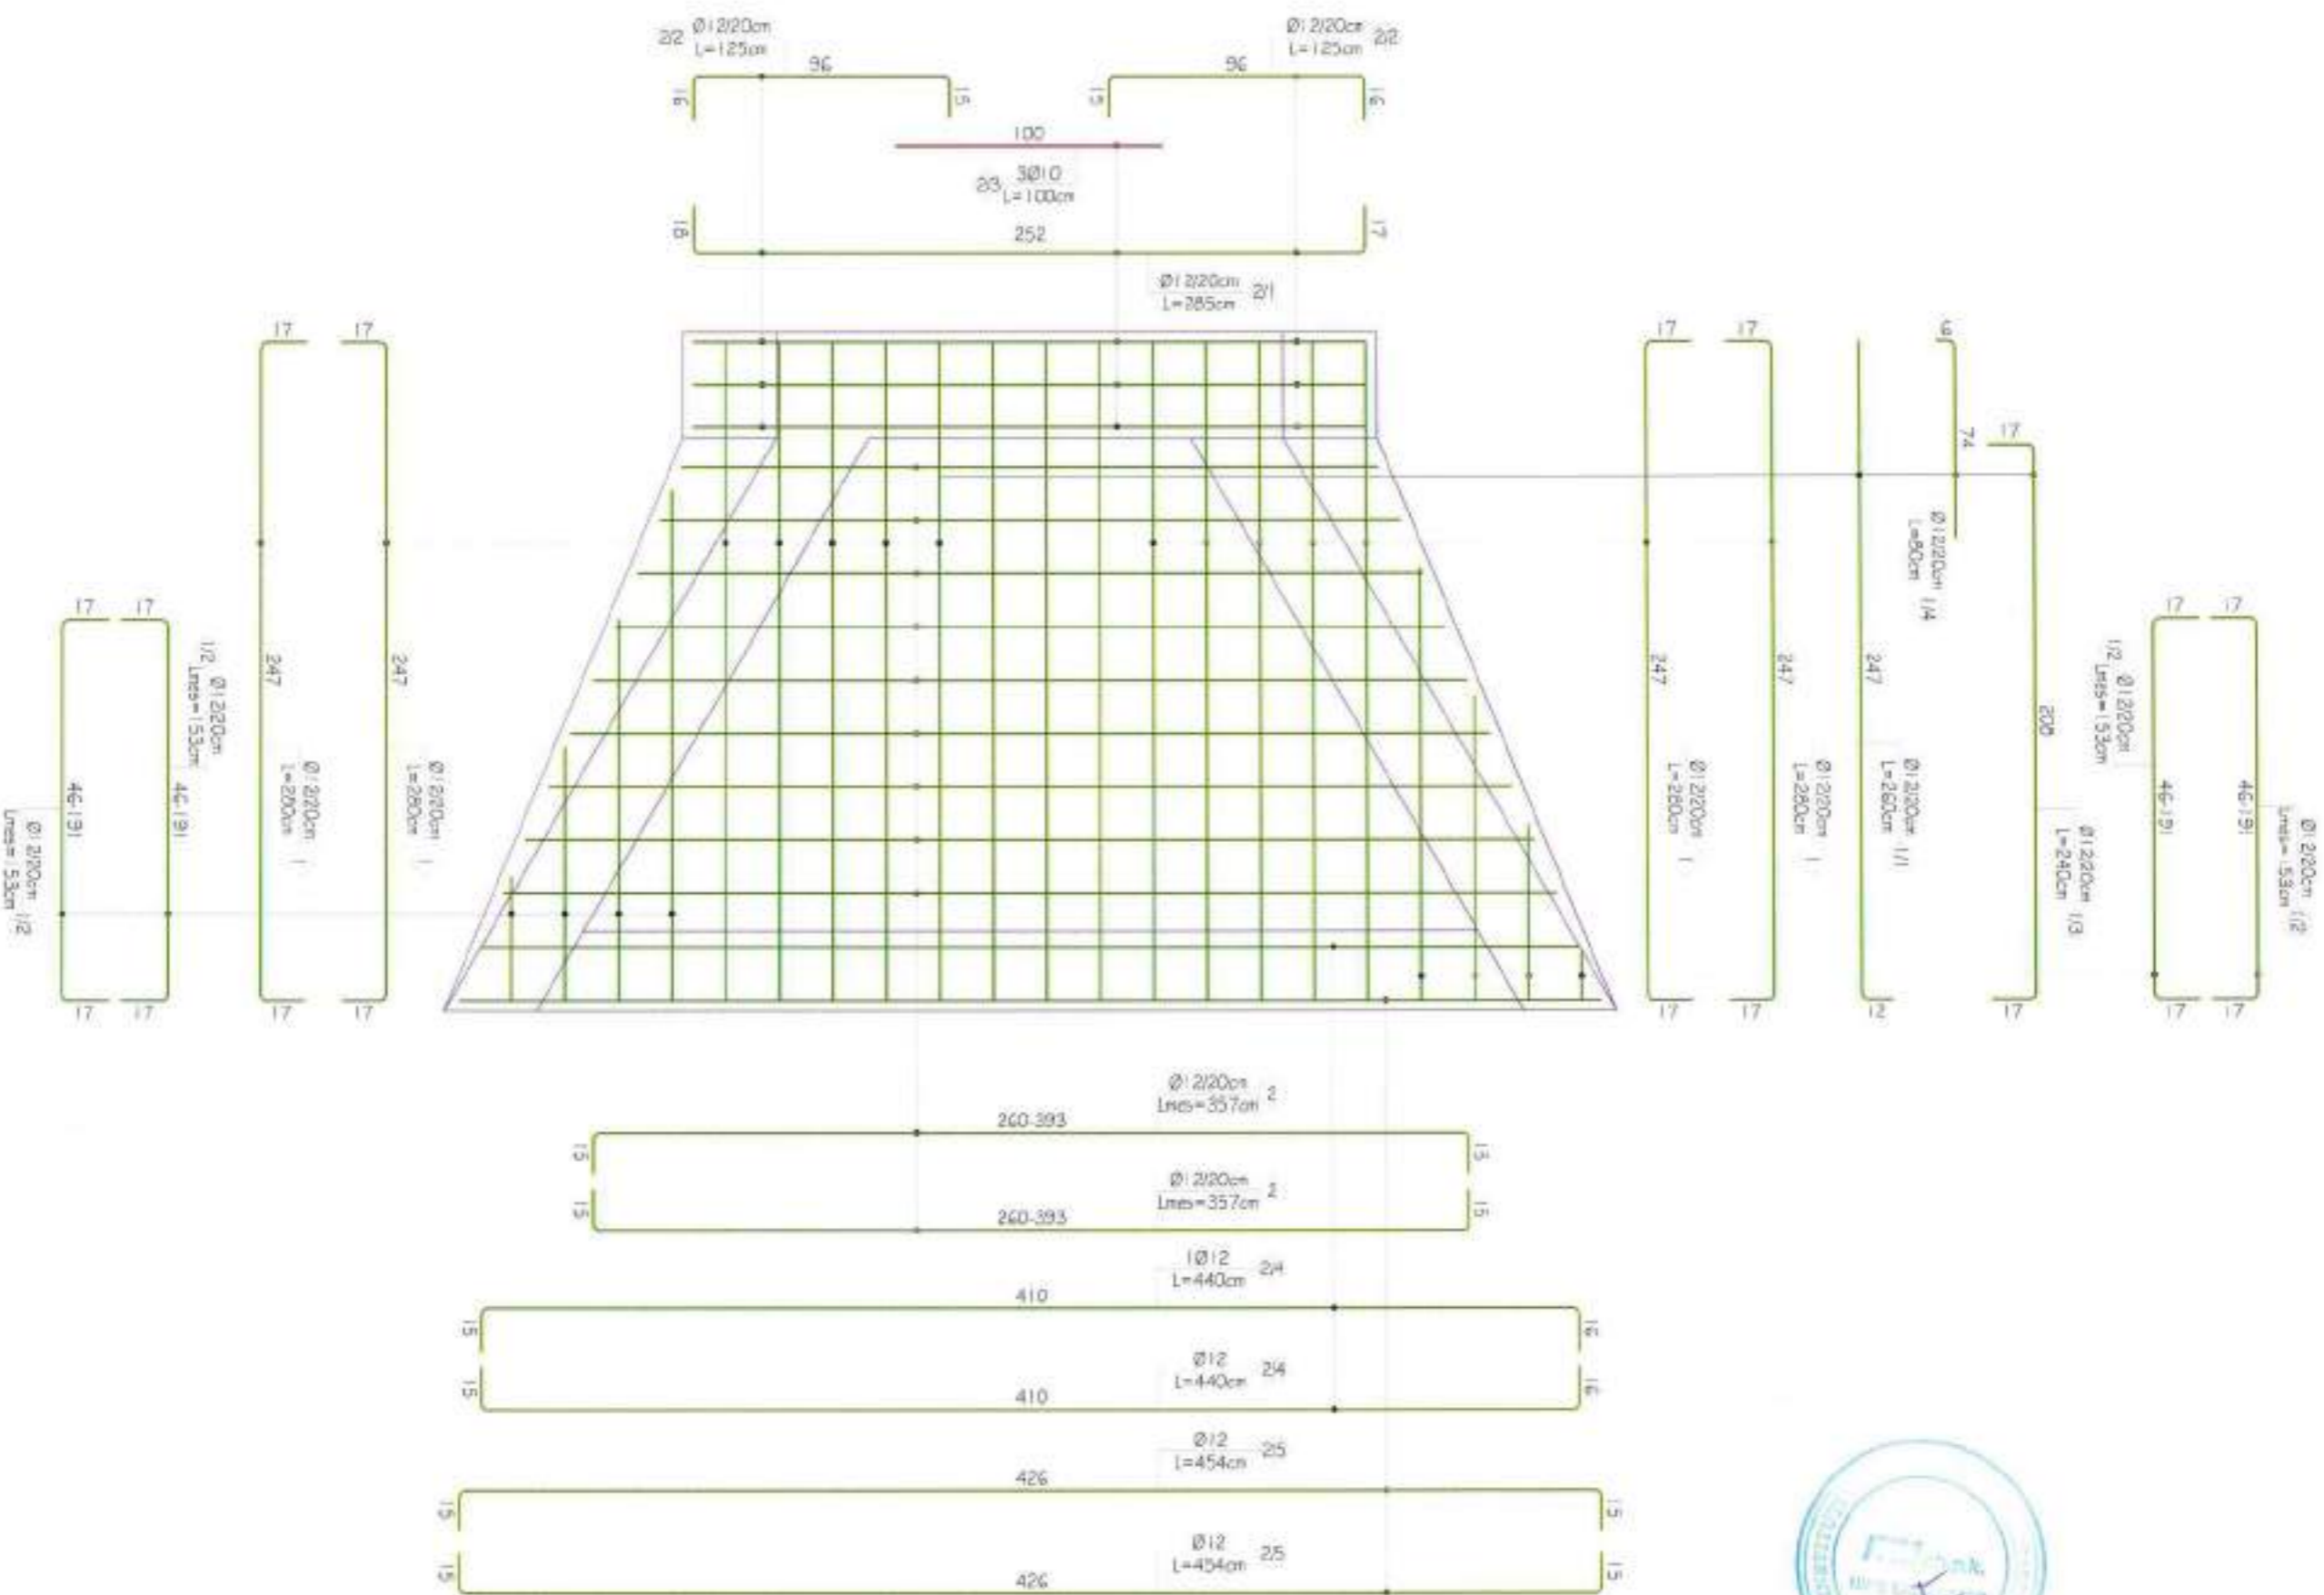 2/2 Ø12/20cm
L=125cm
Ø12/20cm 2/2
L=125cm
96
96
16
15
15
16
100
2/3 3Ø10
L=100cm
18
252
17
Ø12/20cm 2/1
L=285cm
17 17
17 17
6
74
17
Ø12/20cm 1/4
L=80cm
17 17
17 17
1/2 Ø12/20cm
Lmes=153cm
247
247
247
247
247
208
1/2 Ø12/20cm
Lmes=153cm
46-191
46-191
Ø12/20cm 1
L=280cm
Ø12/20cm 1
L=280cm
Ø12/20cm 1
L=280cm
Ø12/20cm 1
L=280cm
Ø12/20cm 1/1
L=260cm
Ø12/20cm 1/3
L=240cm
46-191
46-191
Ø12/20cm 1/2
Lmes=153cm
Ø12/20cm 1/2
Lmes=153cm
17 17
17 17
17 17
12
17
17 17
Ø12/20cm 2
Lmes=357cm
260-393
15
Ø12/20cm 2
Lmes=357cm
15
15
260-393
1Ø12 2/4
L=440cm
410
15
16
Ø12 2/4
L=440cm
15
16
410
Ø12 2/5
L=454cm
426
15
15
Ø12 2/5
L=454cm
15
15
426